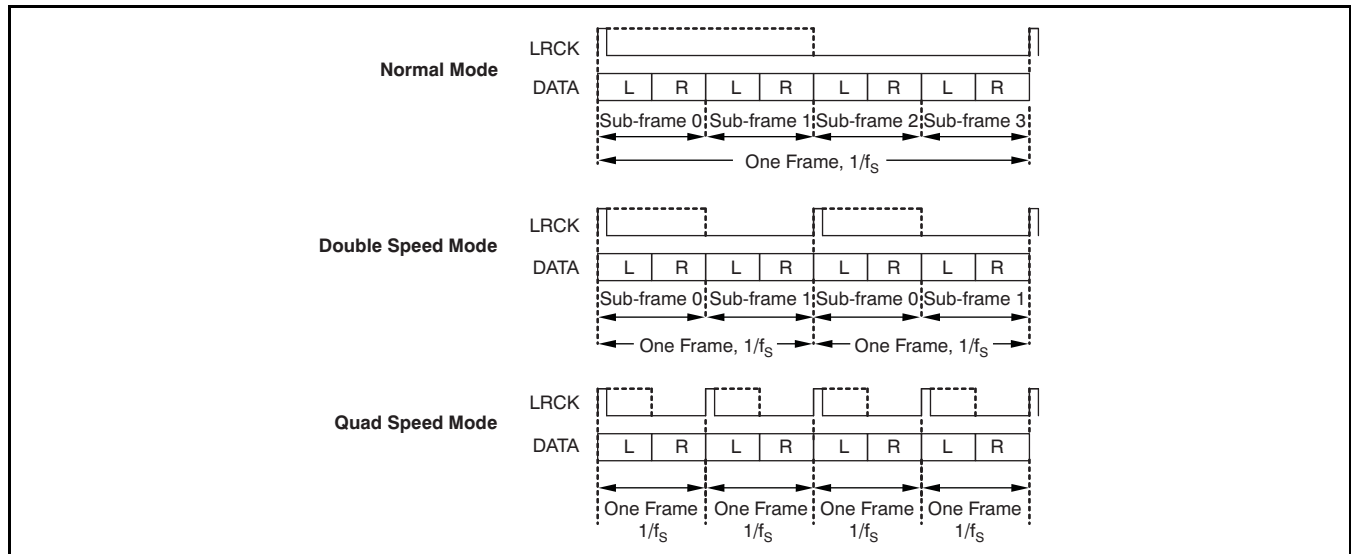 LRCK
Normal Mode
DATA L R L R L R L R
Sub-frame 0 Sub-frame 1 Sub-frame 2 Sub-frame 3
One Frame, 1/fS
LRCK
Double Speed Mode
DATA L R L R L R L R
Sub-frame 0 Sub-frame 1 Sub-frame 0 Sub-frame 1
One Frame, 1/fS One Frame, 1/fS
LRCK
Quad Speed Mode
DATA L R L R L R L R
One Frame One Frame One Frame One Frame
1/fS 1/fS 1/fS 1/fS